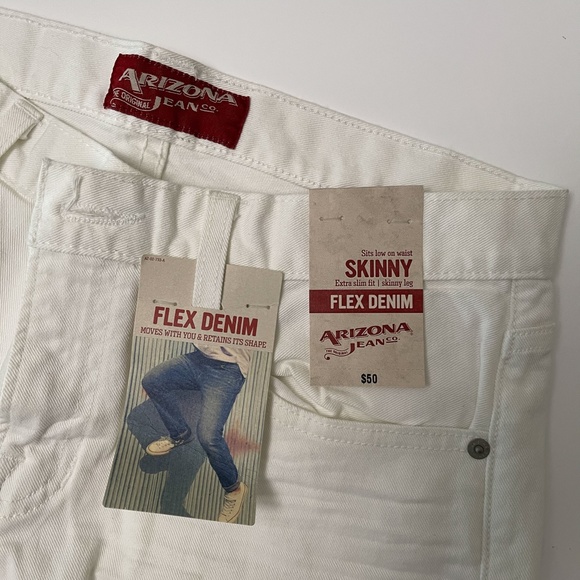 ARIZONA
THE ORIGINAL JEAN CO.
FLEX DENIM
MOVES WITH YOU & RETAINS ITS SHAPE
Sits low on waist
SKINNY
Extra slim fit | skinny leg
FLEX DENIM
ARIZONA
THE ORIGINAL JEAN CO.
$50